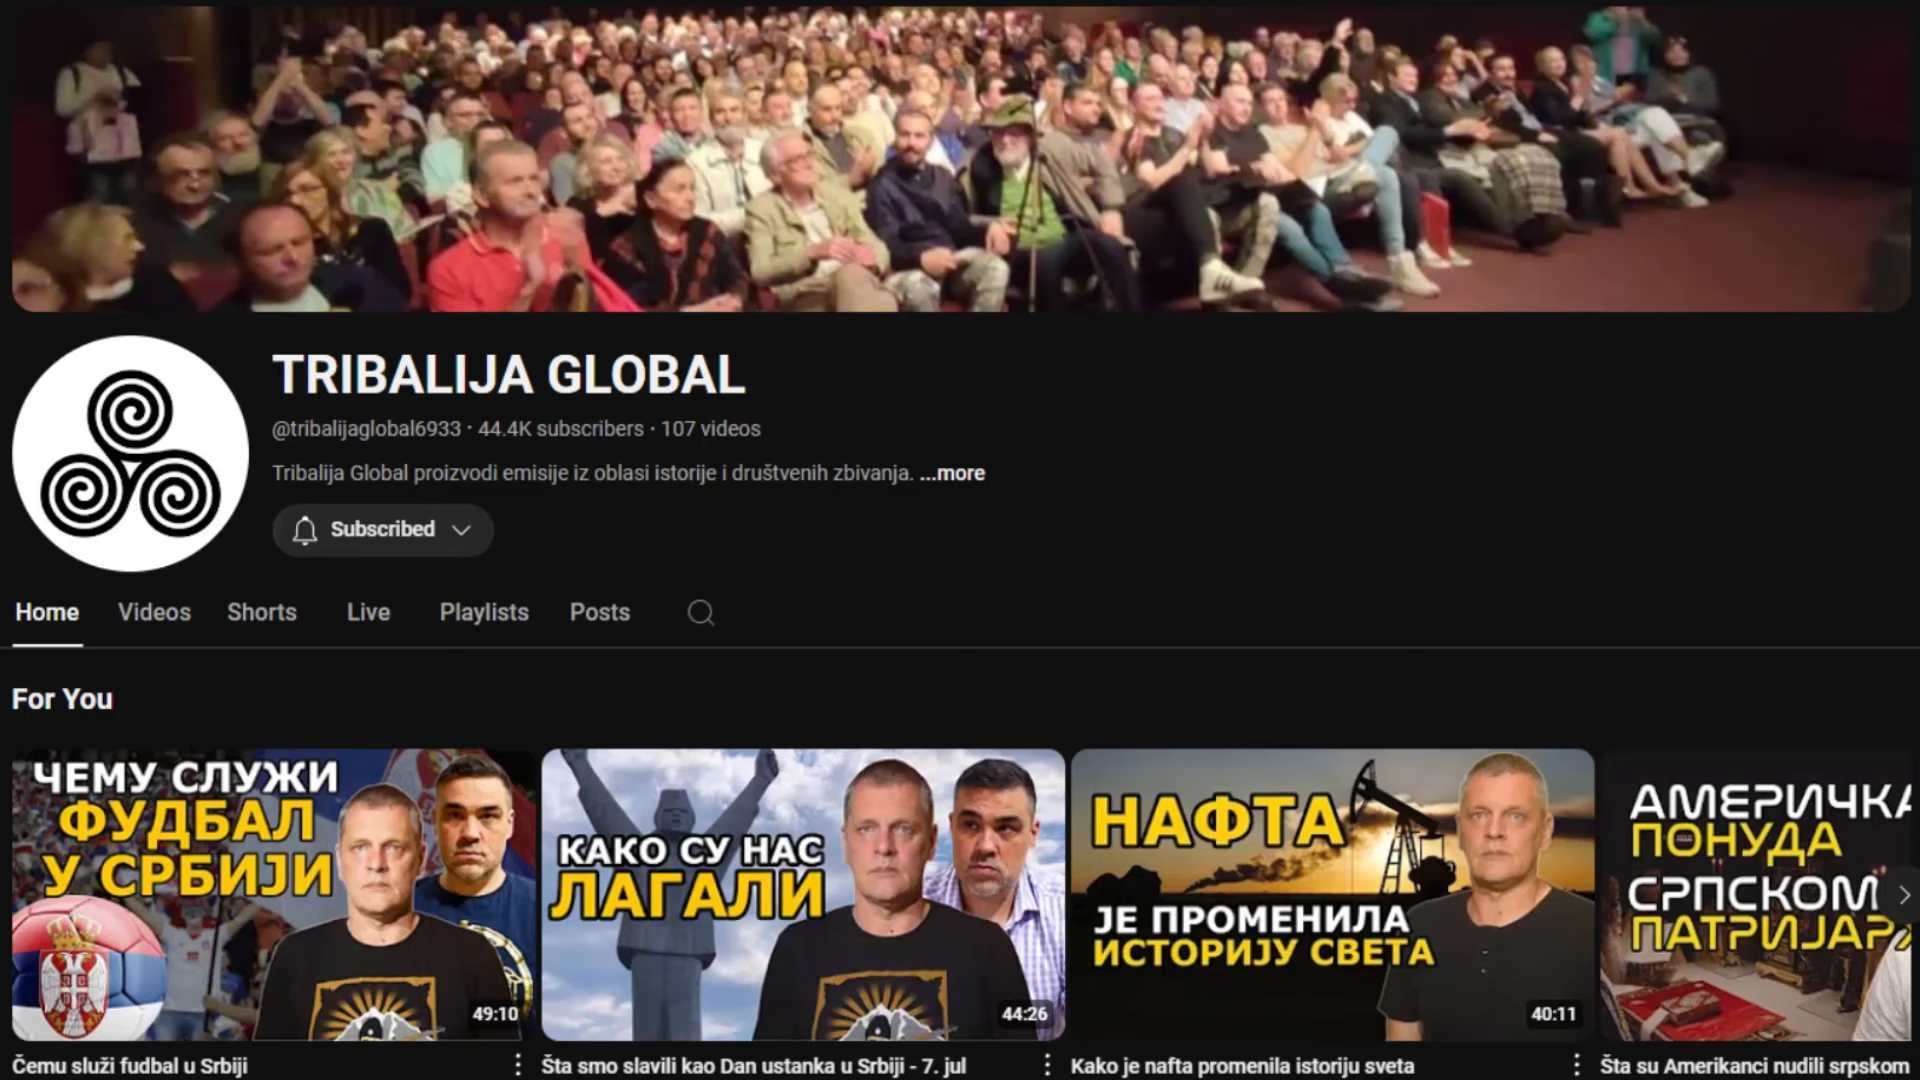 TRIBALIJA GLOBAL
@tribalijaglobal6933 · 44.4K subscribers · 107 videos
Tribalija Global proizvodi emisije iz oblasi istorije i društvenih zbivanja. ...more
Subscribed
Home Videos Shorts Live Playlists Posts
For You
ЧЕМУ СЛУЖИ
ФУДБАЛ
У СРБИЈИ
49:10
Čemu služi fudbal u Srbiji
КАКО СУ НАС
ЛАГАЛИ
44:26
Šta smo slavili kao Dan ustanka u Srbiji - 7. jul
НАФТА
ЈЕ ПРОМЕНИЛА
ИСТОРИЈУ СВЕТА
40:11
Kako je nafta promenila istoriju sveta
АМЕРИЧКА
ПОНУДА
СРПСКОМ
ПАТРИЈАР
Šta su Amerikanci nudili srpskom